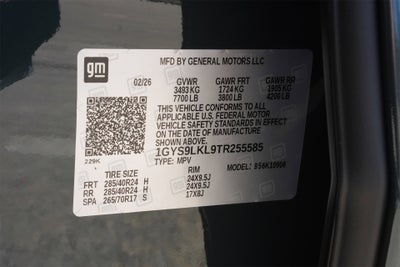 gm
MFD BY GENERAL MOTORS LLC
02/26 GVWR GAWR FRT GAWR RR
3493 KG 1724 KG 1905 KG
7700 LB 3800 LB 4200 LB
THIS VEHICLE CONFORMS TO ALL
APPLICABLE U.S. FEDERAL MOTOR
VEHICLE SAFETY STANDARDS IN EFFECT
ON THE DATE OF MANUFACTURE
SHOWN ABOVE.
1GYS9LKL9TR255585
229K TYPE: MPV 956K10906
TIRE SIZE RIM
FRT 285/40R24 H 24X9.5J
RR 285/40R24 H 24X9.5J
SPA 265/70R17 S 17X8J